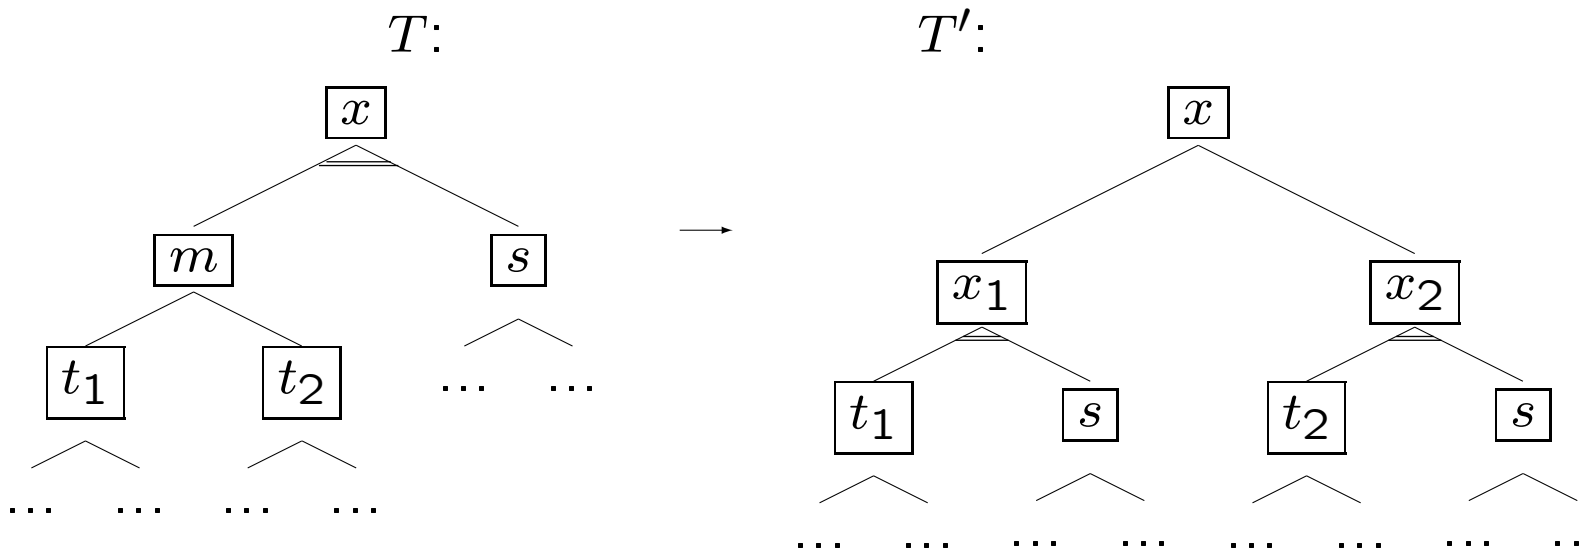 T: T′:
x x
m s
x₁ x₂
t₁ t₂ ... ...
t₁ s t₂ s
... ... ... ...
... ... ... ... ... ... ... ..